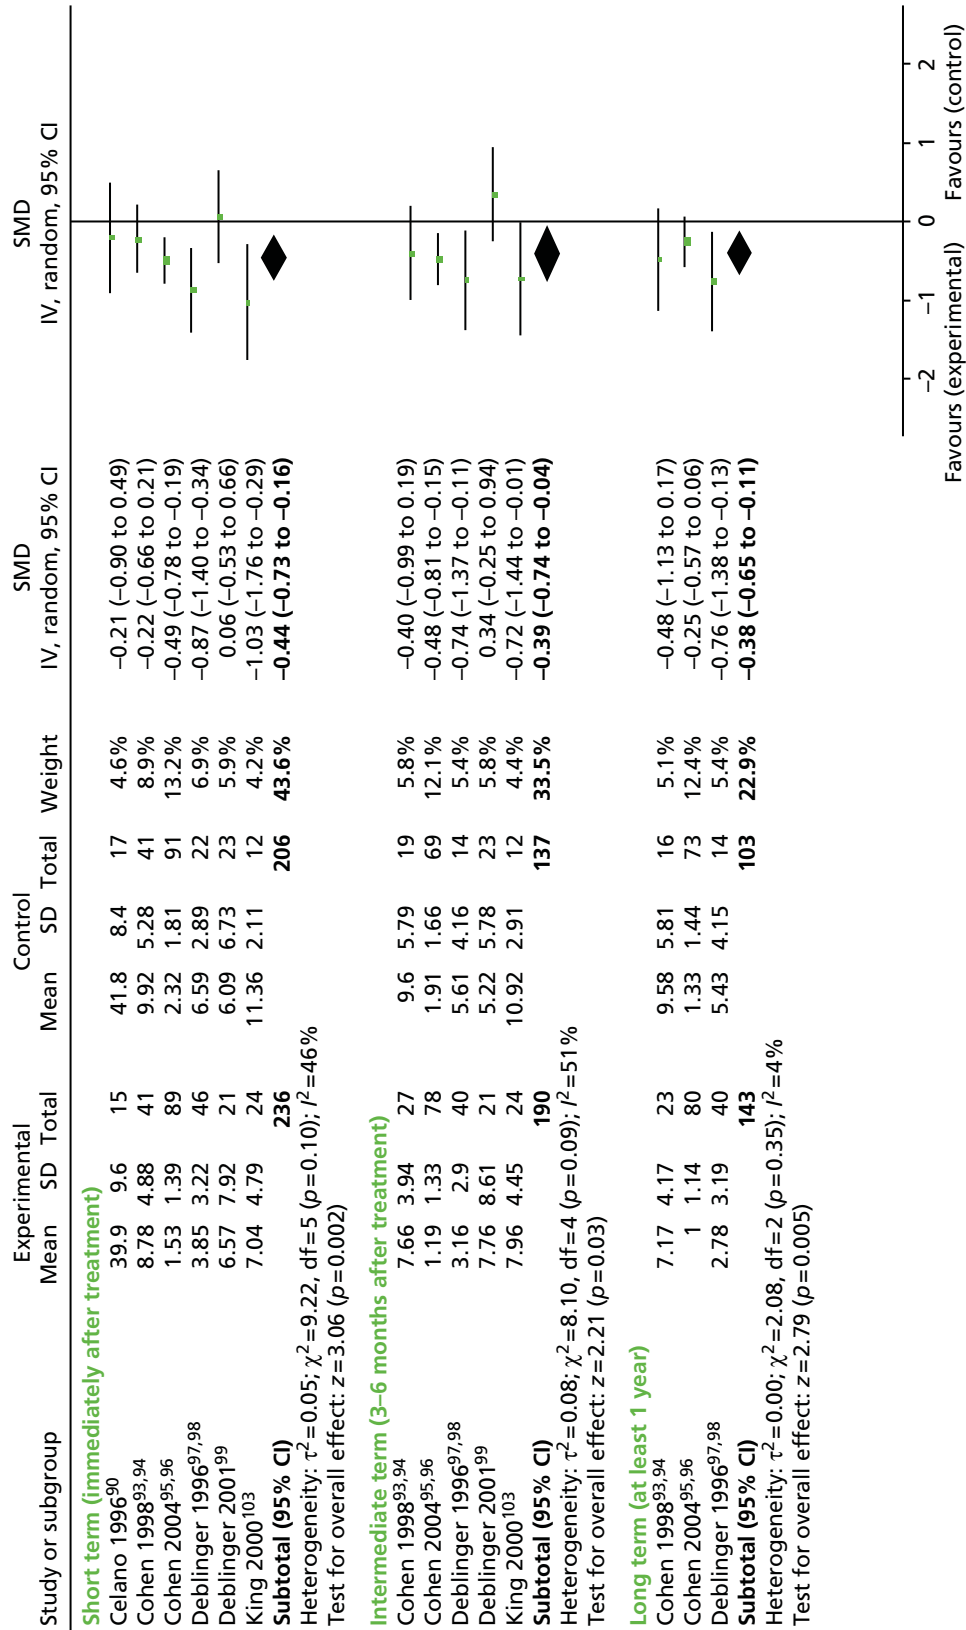 Experimental Control SMD SMD
Study or subgroup Mean SD Total Mean SD Total Weight IV, random, 95% CI IV, random, 95% CI
Short term (immediately after treatment)
Celano 1996⁹⁰ 39.9 9.6 15 41.8 8.4 17 4.6% −0.21 (−0.90 to 0.49)
Cohen 1998⁹³,⁹⁴ 8.78 4.88 41 9.92 5.28 41 8.9% −0.22 (−0.66 to 0.21)
Cohen 2004⁹⁵,⁹⁶ 1.53 1.39 89 2.32 1.81 91 13.2% −0.49 (−0.78 to −0.19)
Deblinger 1996⁹⁷,⁹⁸ 3.85 3.22 46 6.59 2.89 22 6.9% −0.87 (−1.40 to −0.34)
Deblinger 2001⁹⁹ 6.57 7.92 21 6.09 6.73 23 5.9% 0.06 (−0.53 to 0.66)
King 2000¹⁰³ 7.04 4.79 24 11.36 2.11 12 4.2% −1.03 (−1.76 to −0.29)
Subtotal (95% CI) 236 206 43.6% −0.44 (−0.73 to −0.16)
Heterogeneity: τ²=0.05; χ²=9.22, df=5 (p=0.10); I²=46%
Test for overall effect: z=3.06 (p=0.002)
Intermediate term (3–6 months after treatment)
Cohen 1998⁹³,⁹⁴ 7.66 3.94 27 9.6 5.79 19 5.8% −0.40 (−0.99 to 0.19)
Cohen 2004⁹⁵,⁹⁶ 1.19 1.33 78 1.91 1.66 69 12.1% −0.48 (−0.81 to −0.15)
Deblinger 1996⁹⁷,⁹⁸ 3.16 2.9 40 5.61 4.16 14 5.4% −0.74 (−1.37 to −0.11)
Deblinger 2001⁹⁹ 7.76 8.61 21 5.22 5.78 23 5.8% 0.34 (−0.25 to 0.94)
King 2000¹⁰³ 7.96 4.45 24 10.92 2.91 12 4.4% −0.72 (−1.44 to −0.01)
Subtotal (95% CI) 190 137 33.5% −0.39 (−0.74 to −0.04)
Heterogeneity: τ²=0.08; χ²=8.10, df=4 (p=0.09); I²=51%
Test for overall effect: z=2.21 (p=0.03)
Long term (at least 1 year)
Cohen 1998⁹³,⁹⁴ 7.17 4.17 23 9.58 5.81 16 5.1% −0.48 (−1.13 to 0.17)
Cohen 2004⁹⁵,⁹⁶ 1 1.14 80 1.33 1.44 73 12.4% −0.25 (−0.57 to 0.06)
Deblinger 1996⁹⁷,⁹⁸ 2.78 3.19 40 5.43 4.15 14 5.4% −0.76 (−1.38 to −0.13)
Subtotal (95% CI) 143 103 22.9% −0.38 (−0.65 to −0.11)
Heterogeneity: τ²=0.00; χ²=2.08, df=2 (p=0.35); I²=4%
Test for overall effect: z=2.79 (p=0.005)
−2 −1 0 1 2
Favours (experimental) Favours (control)